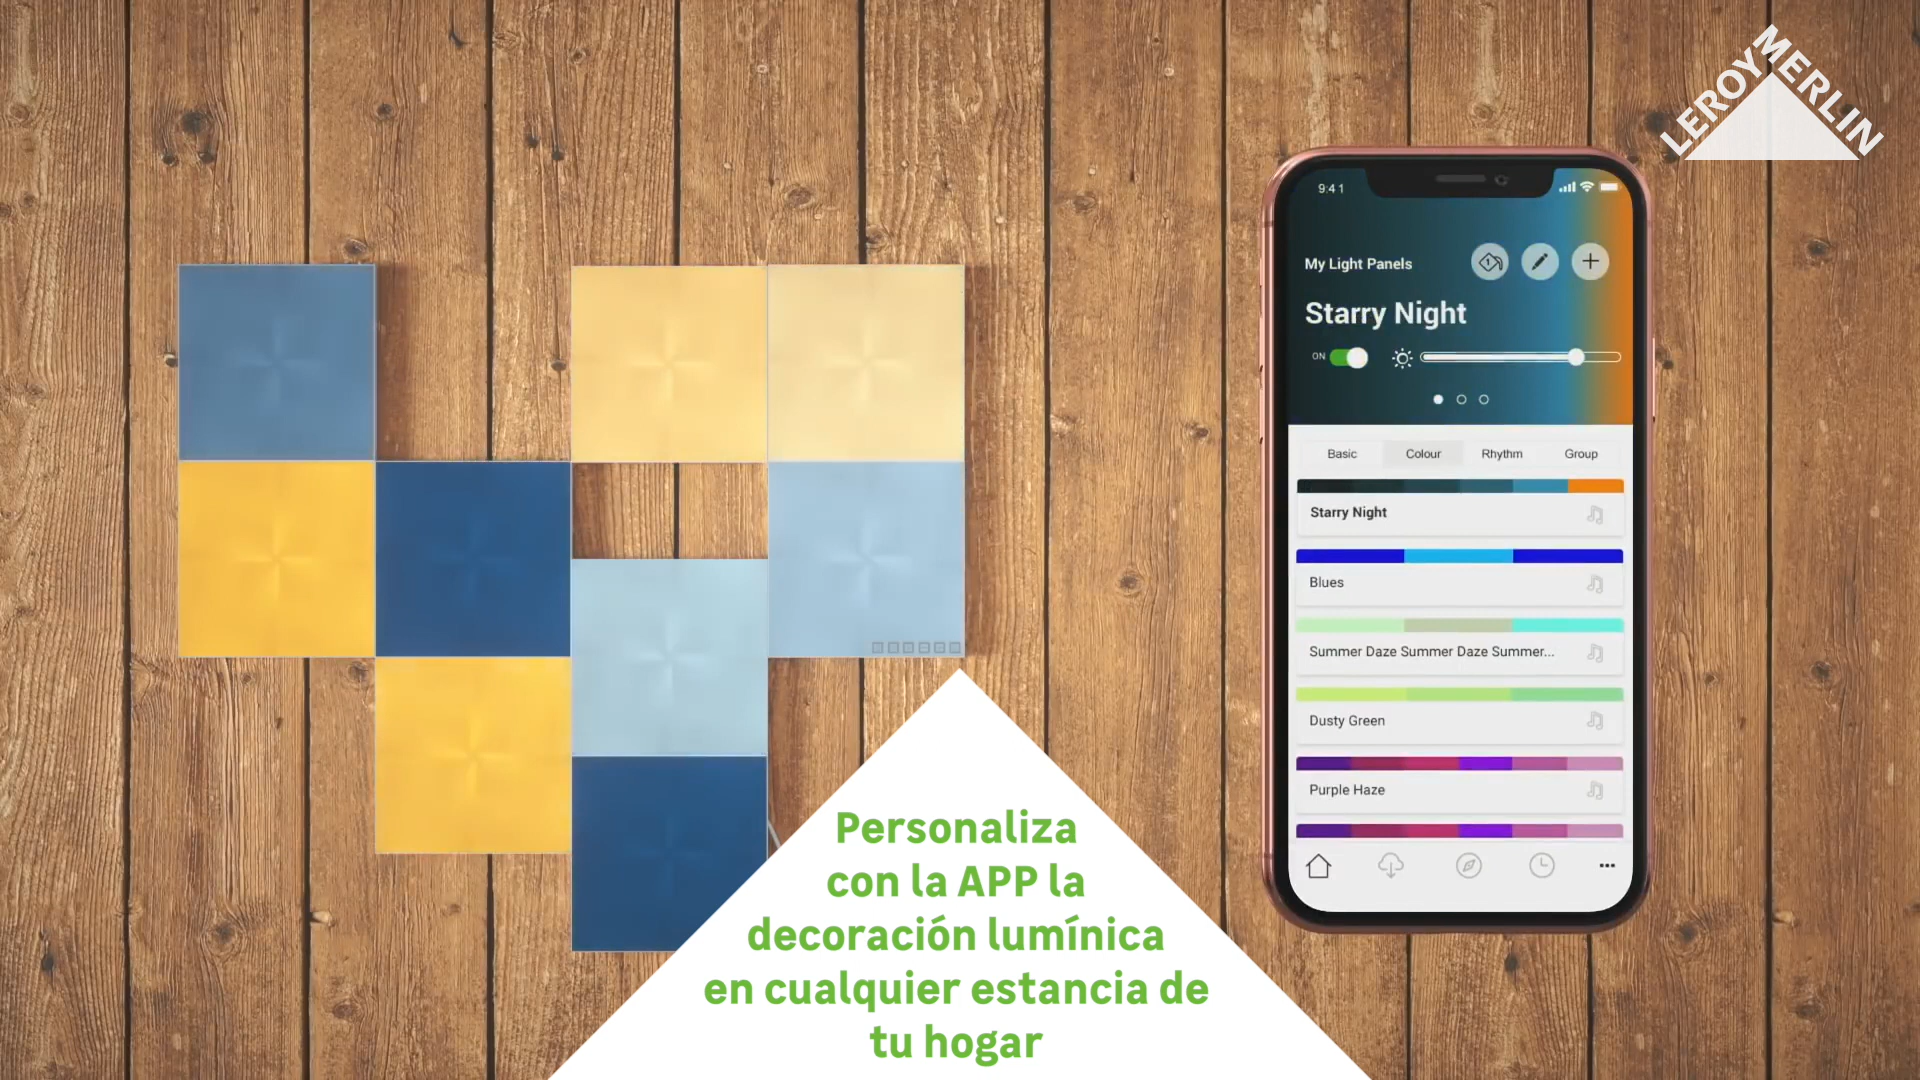 LEROY MERLIN
9:41
My Light Panels
Starry Night
ON
Basic Colour Rhythm Group
Starry Night
Blues
Summer Daze Summer Daze Summer...
Dusty Green
Purple Haze
Personaliza
con la APP la
decoración lumínica
en cualquier estancia de
tu hogar